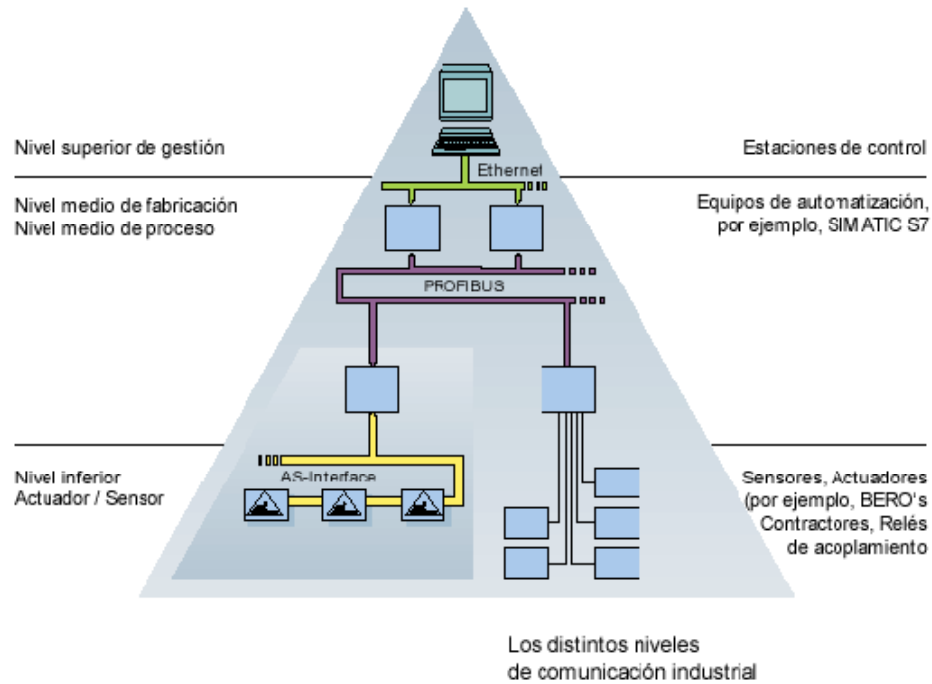 Nivel superior de gestión
Estaciones de control
Ethernet
Nivel medio de fabricación
Nivel medio de proceso
Equipos de automatización,
por ejemplo, SIMATIC S7
PROFIBUS
Nivel inferior
Actuador / Sensor
AS-Interface
Sensores, Actuadores
(por ejemplo, BERO's
Contractores, Relés
de acoplamiento
Los distintos niveles
de comunicación industrial